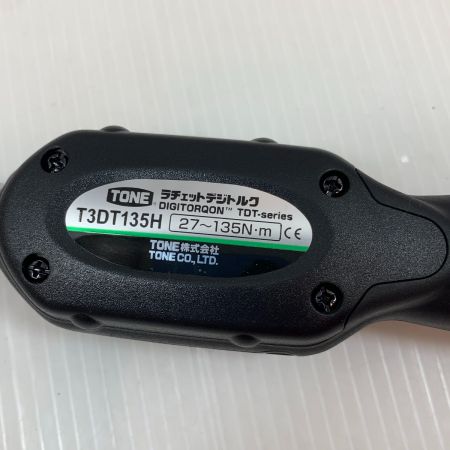 TONE ラチェットデジトルク
DIGITORQON™ TDT-series
T3DT135H 27～135N･m CE
TONE株式会社
TONE CO., LTD.